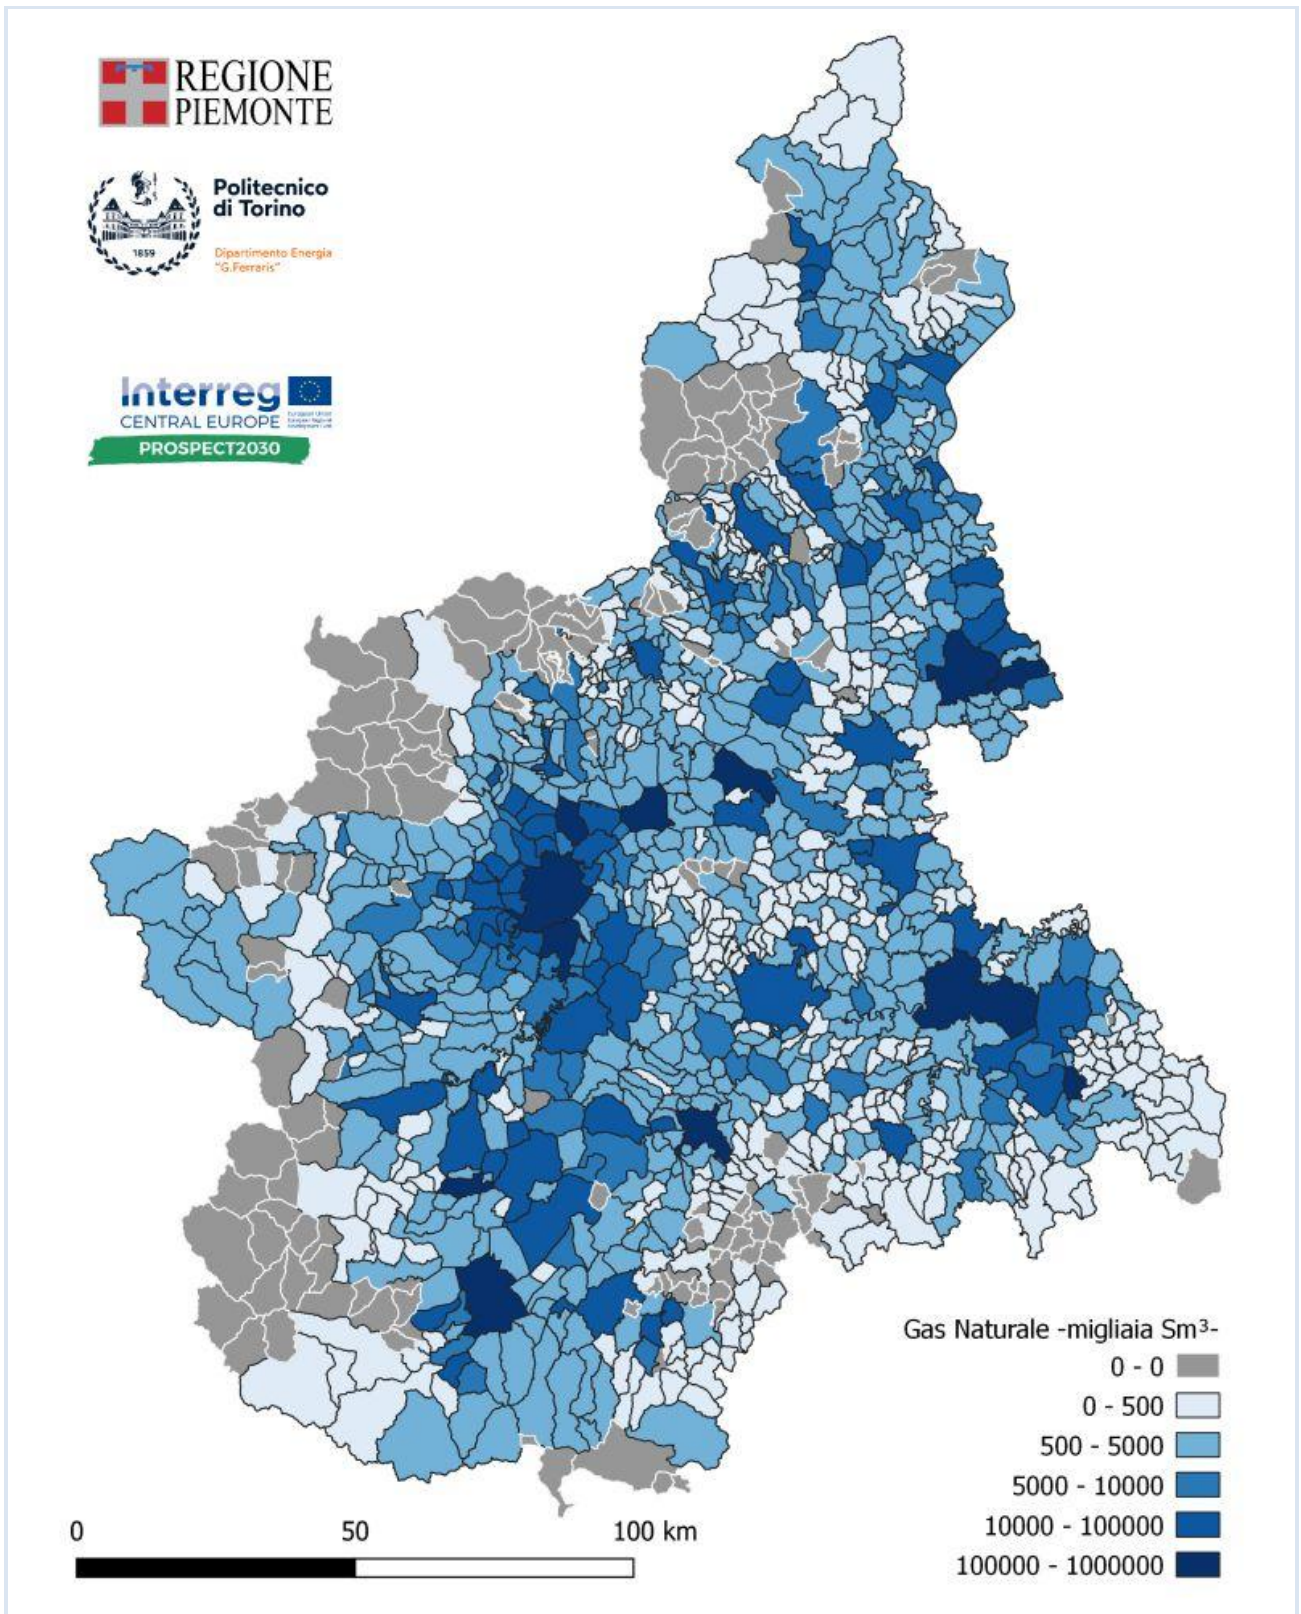 REGIONE
PIEMONTE
Politecnico
di Torino
1859
Dipartimento Energia
"G.Ferraris"
Interreg
CENTRAL EUROPE
PROSPECT2030
Gas Naturale -migliaia Sm³-
0 - 0
0 - 500
500 - 5000
5000 - 10000
10000 - 100000
100000 - 1000000
0 50 100 km